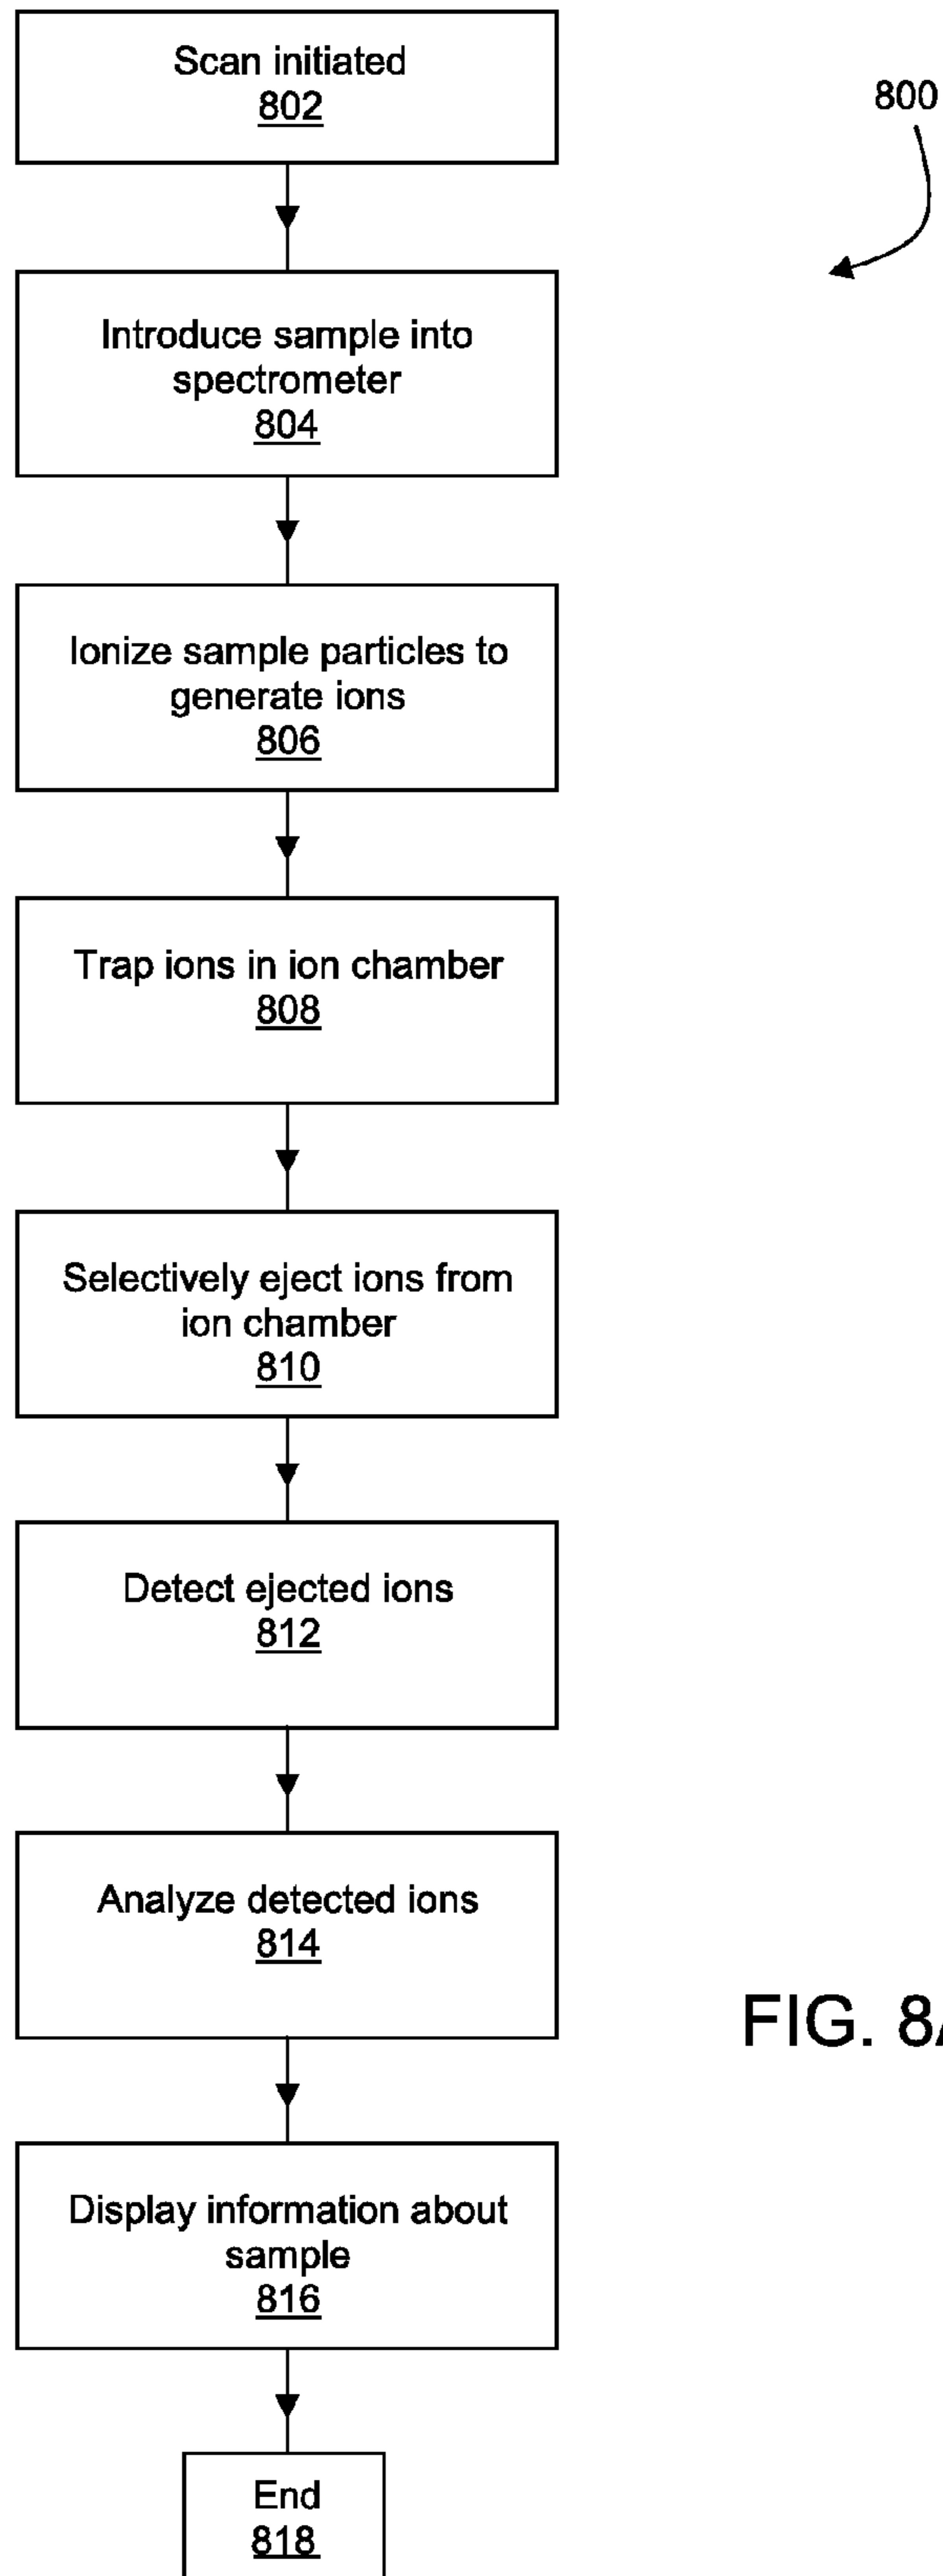 Scan initiated
802
800
Introduce sample into
spectrometer
804
Ionize sample particles to
generate ions
806
Trap ions in ion chamber
808
Selectively eject ions from
ion chamber
810
Detect ejected ions
812
Analyze detected ions
814
FIG. 8A
Display information about
sample
816
End
818